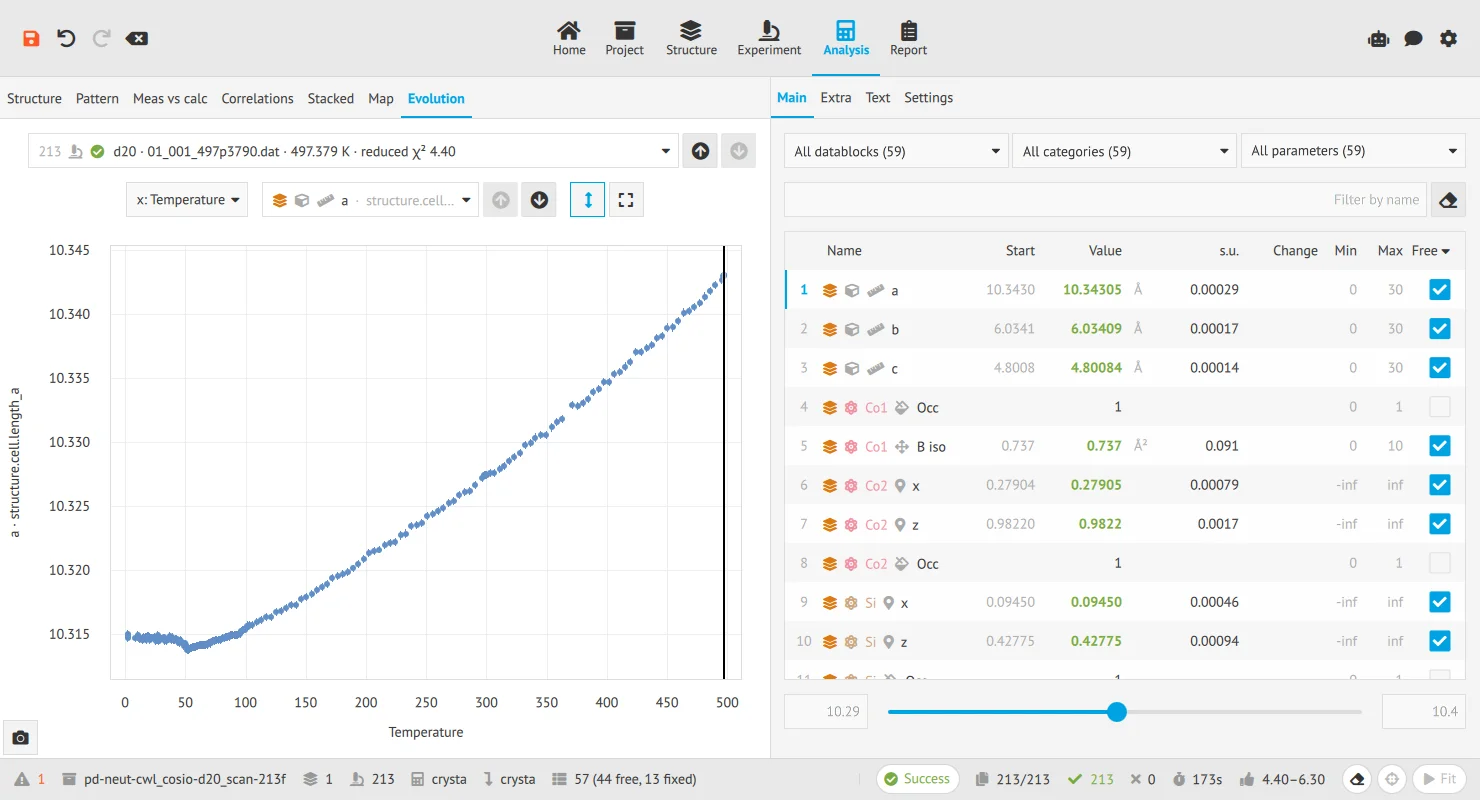 Home Project Structure Experiment Analysis Report
Structure Pattern Meas vs calc Correlations Stacked Map Evolution
Main Extra Text Settings
213 d20 · 01_001_497p3790.dat · 497.379 K · reduced χ² 4.40
All datablocks (59) All categories (59) All parameters (59)
x: Temperature a · structure.cell...
Filter by name
10.345
10.340
10.335
10.330
10.325
10.320
10.315
a · structure.cell.length_a
0 50 100 150 200 250 300 350 400 450 500
Temperature
Name Start Value s.u. Change Min Max Free
1 a 10.3430 10.34305 Å 0.00029 0 30
2 b 6.0341 6.03409 Å 0.00017 0 30
3 c 4.8008 4.80084 Å 0.00014 0 30
4 Co1 Occ 1 0 1
5 Co1 B iso 0.737 0.737 Å² 0.091 0 10
6 Co2 x 0.27904 0.27905 0.00079 -inf inf
7 Co2 z 0.98220 0.9822 0.0017 -inf inf
8 Co2 Occ 1 0 1
9 Si x 0.09450 0.09450 0.00046 -inf inf
10 Si z 0.42775 0.42775 0.00094 -inf inf
11 Si Occ 1 0 1
10.29 10.4
1 pd-neut-cwl_cosio-d20_scan-213f 1 213 crysta crysta 57 (44 free, 13 fixed)
Success 213/213 213 0 173s 4.40–6.30 Fit